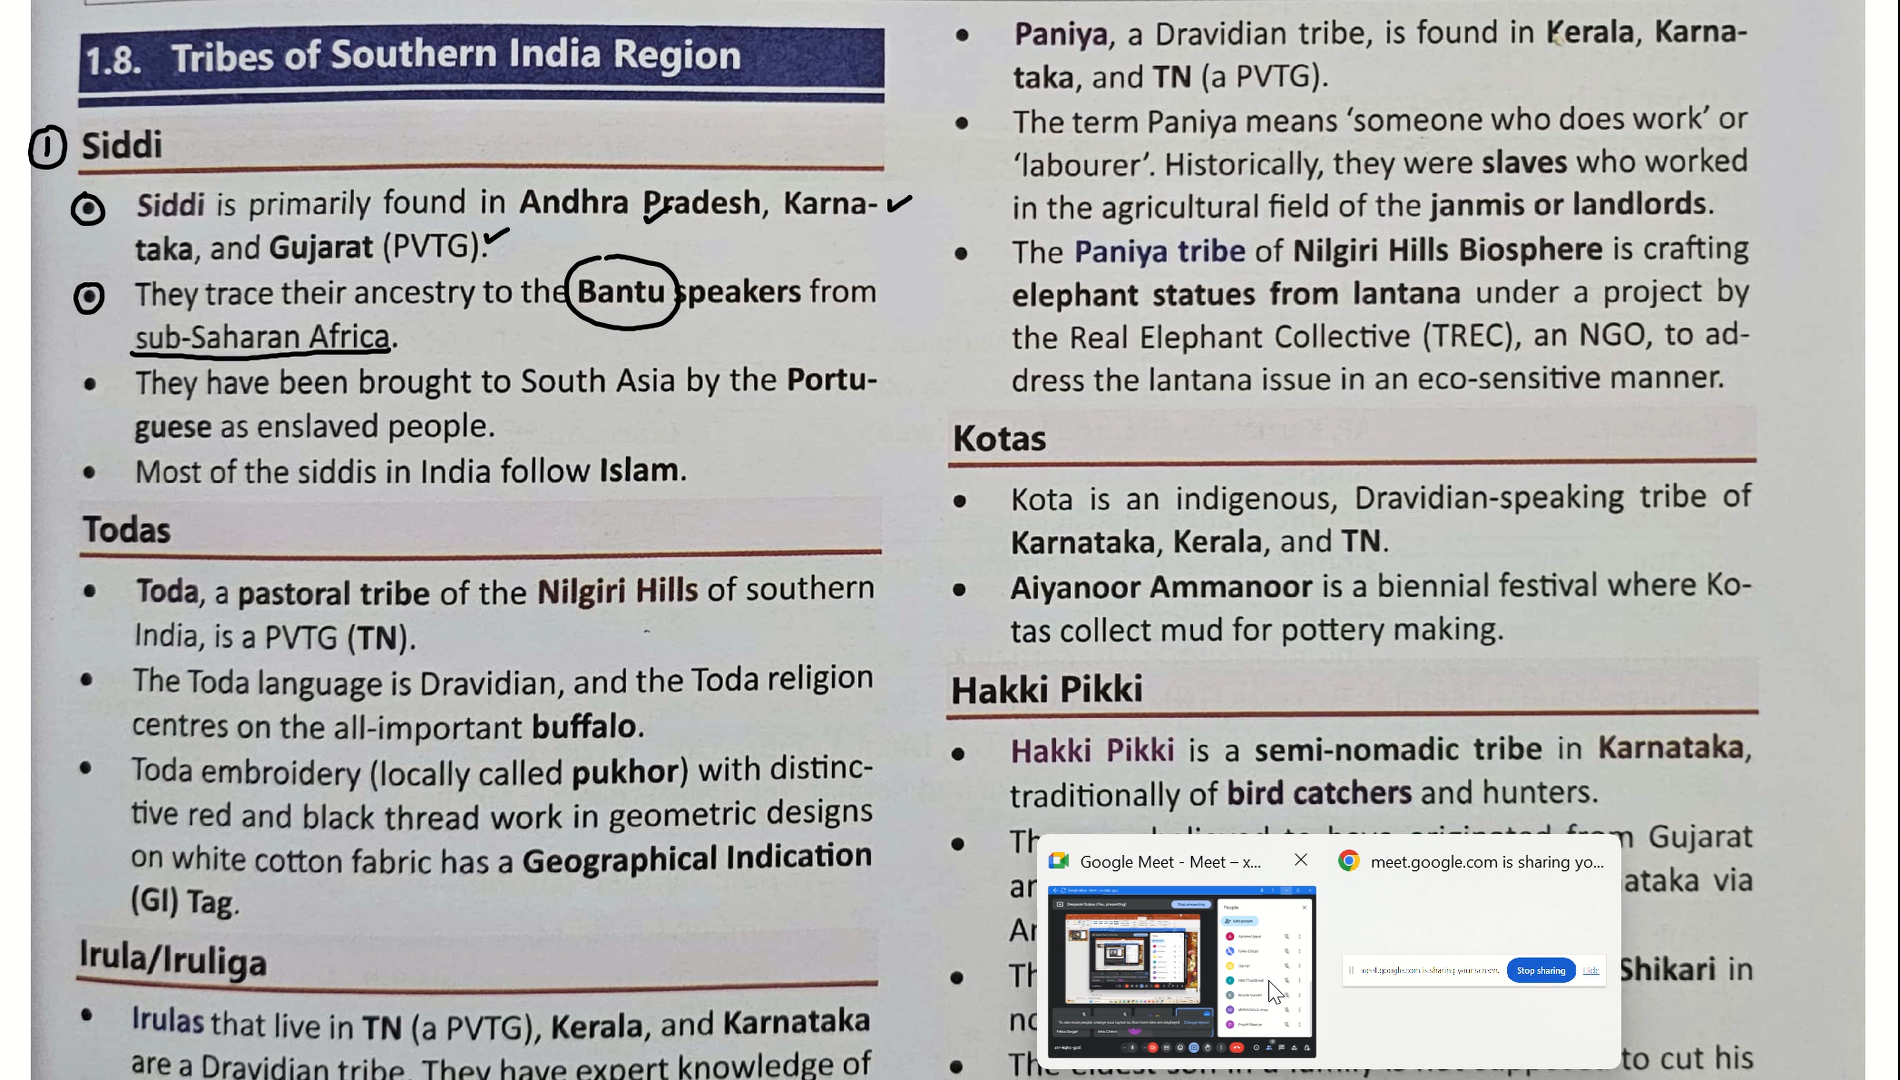 1.8. Tribes of Southern India Region
1 Siddi
• Siddi is primarily found in Andhra Pradesh, Karna-
taka, and Gujarat (PVTG).
• They trace their ancestry to the Bantu speakers from
sub-Saharan Africa.
• They have been brought to South Asia by the Portu-
guese as enslaved people.
• Most of the siddis in India follow Islam.
Todas
• Toda, a pastoral tribe of the Nilgiri Hills of southern
India, is a PVTG (TN).
• The Toda language is Dravidian, and the Toda religion
centres on the all-important buffalo.
• Toda embroidery (locally called pukhor) with distinc-
tive red and black thread work in geometric designs
on white cotton fabric has a Geographical Indication
(GI) Tag.
Irula/Iruliga
• Irulas that live in TN (a PVTG), Kerala, and Karnataka
are a Dravidian tribe. They have expert knowledge of
• Paniya, a Dravidian tribe, is found in Kerala, Karna-
taka, and TN (a PVTG).
• The term Paniya means ‘someone who does work’ or
‘labourer’. Historically, they were slaves who worked
in the agricultural field of the janmis or landlords.
• The Paniya tribe of Nilgiri Hills Biosphere is crafting
elephant statues from lantana under a project by
the Real Elephant Collective (TREC), an NGO, to ad-
dress the lantana issue in an eco-sensitive manner.
Kotas
• Kota is an indigenous, Dravidian-speaking tribe of
Karnataka, Kerala, and TN.
• Aiyanoor Ammanoor is a biennial festival where Ko-
tas collect mud for pottery making.
Hakki Pikki
• Hakki Pikki is a semi-nomadic tribe in Karnataka,
traditionally of bird catchers and hunters.
• Gujarat
via
• Shikari in
• to cut his
Google Meet - Meet – x...
meet.google.com is sharing yo...
People
meet.google.com is sharing your screen.
Stop sharing
Hide